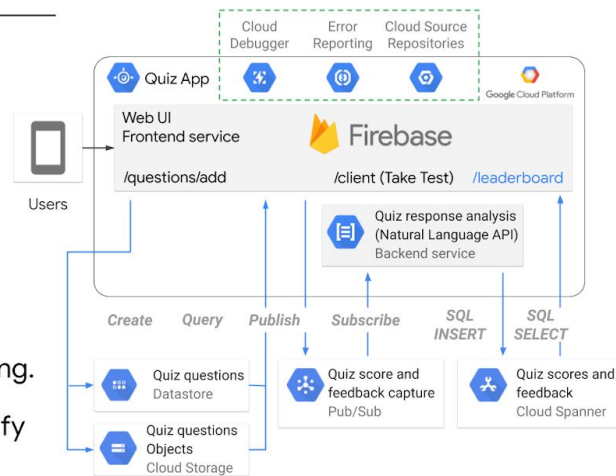 Cloud Debugger
Error Reporting
Cloud Source Repositories
Quiz App
Google Cloud Platform
Web UI
Frontend service
Firebase
/questions/add
/client (Take Test)
/leaderboard
Users
Quiz response analysis
(Natural Language API)
Backend service
Create
Query
Publish
Subscribe
SQL INSERT
SQL SELECT
Quiz questions
Datastore
Quiz score and
feedback capture
Pub/Sub
Quiz scores and
feedback
Cloud Spanner
Quiz questions
Objects
Cloud Storage